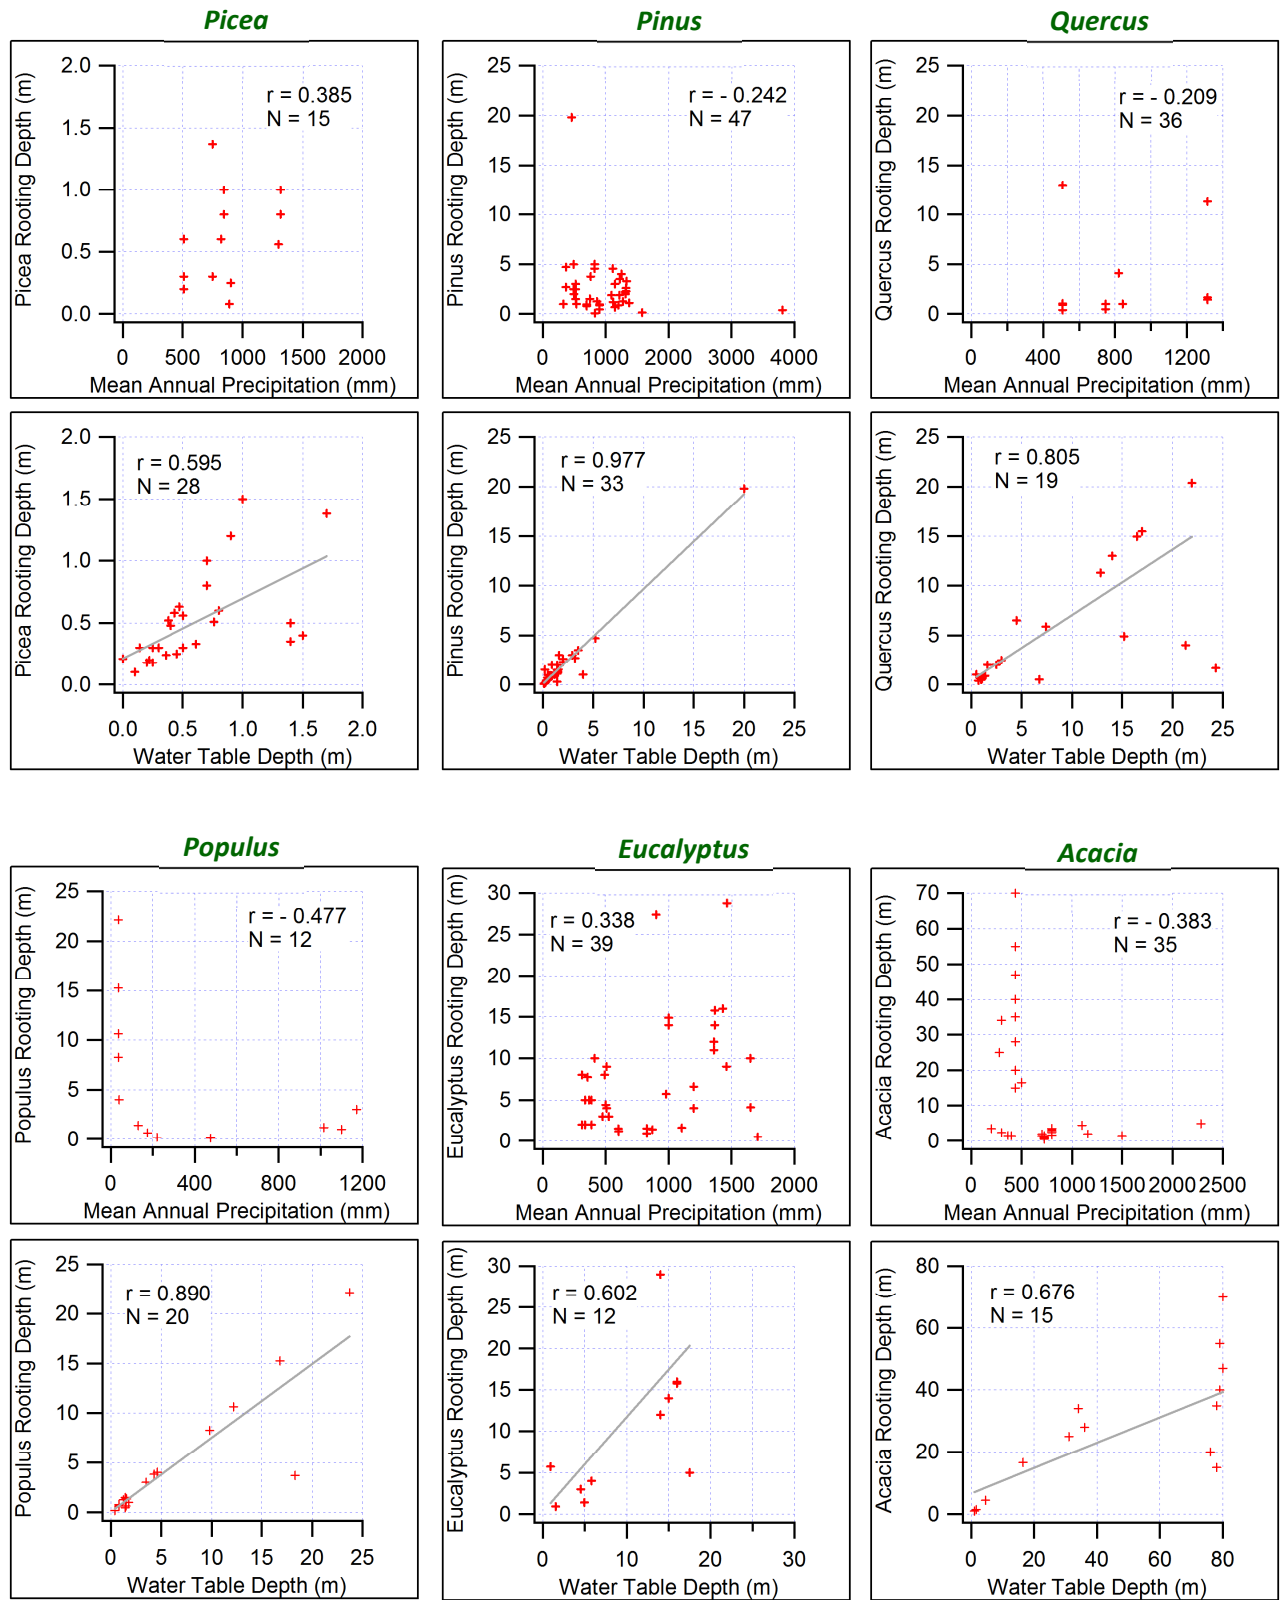 Picea
Pinus
Quercus
Picea Rooting Depth (m)
2.0
1.5
1.0
0.5
0.0
r = 0.385
N = 15
0 500 1000 1500 2000
Mean Annual Precipitation (mm)
Pinus Rooting Depth (m)
25
20
15
10
5
0
r = - 0.242
N = 47
0 1000 2000 3000 4000
Mean Annual Precipitation (mm)
Quercus Rooting Depth (m)
25
20
15
10
5
0
r = - 0.209
N = 36
0 400 800 1200
Mean Annual Precipitation (mm)
Picea Rooting Depth (m)
2.0
1.5
1.0
0.5
0.0
r = 0.595
N = 28
0.0 0.5 1.0 1.5 2.0
Water Table Depth (m)
Pinus Rooting Depth (m)
25
20
15
10
5
0
r = 0.977
N = 33
0 5 10 15 20 25
Water Table Depth (m)
Quercus Rooting Depth (m)
25
20
15
10
5
0
r = 0.805
N = 19
0 5 10 15 20 25
Water Table Depth (m)
Populus
Eucalyptus
Acacia
Populus Rooting Depth (m)
25
20
15
10
5
0
r = - 0.477
N = 12
0 400 800 1200
Mean Annual Precipitation (mm)
Eucalyptus Rooting Depth (m)
30
25
20
15
10
5
0
r = 0.338
N = 39
0 500 1000 1500 2000
Mean Annual Precipitation (mm)
Acacia Rooting Depth (m)
70
60
50
40
30
20
10
0
r = - 0.383
N = 35
0 500 1000 1500 2000 2500
Mean Annual Precipitation (mm)
Populus Rooting Depth (m)
25
20
15
10
5
0
r = 0.890
N = 20
0 5 10 15 20 25
Water Table Depth (m)
Eucalyptus Rooting Depth (m)
30
25
20
15
10
5
0
r = 0.602
N = 12
0 10 20 30
Water Table Depth (m)
Acacia Rooting Depth (m)
80
60
40
20
0
r = 0.676
N = 15
0 20 40 60 80
Water Table Depth (m)